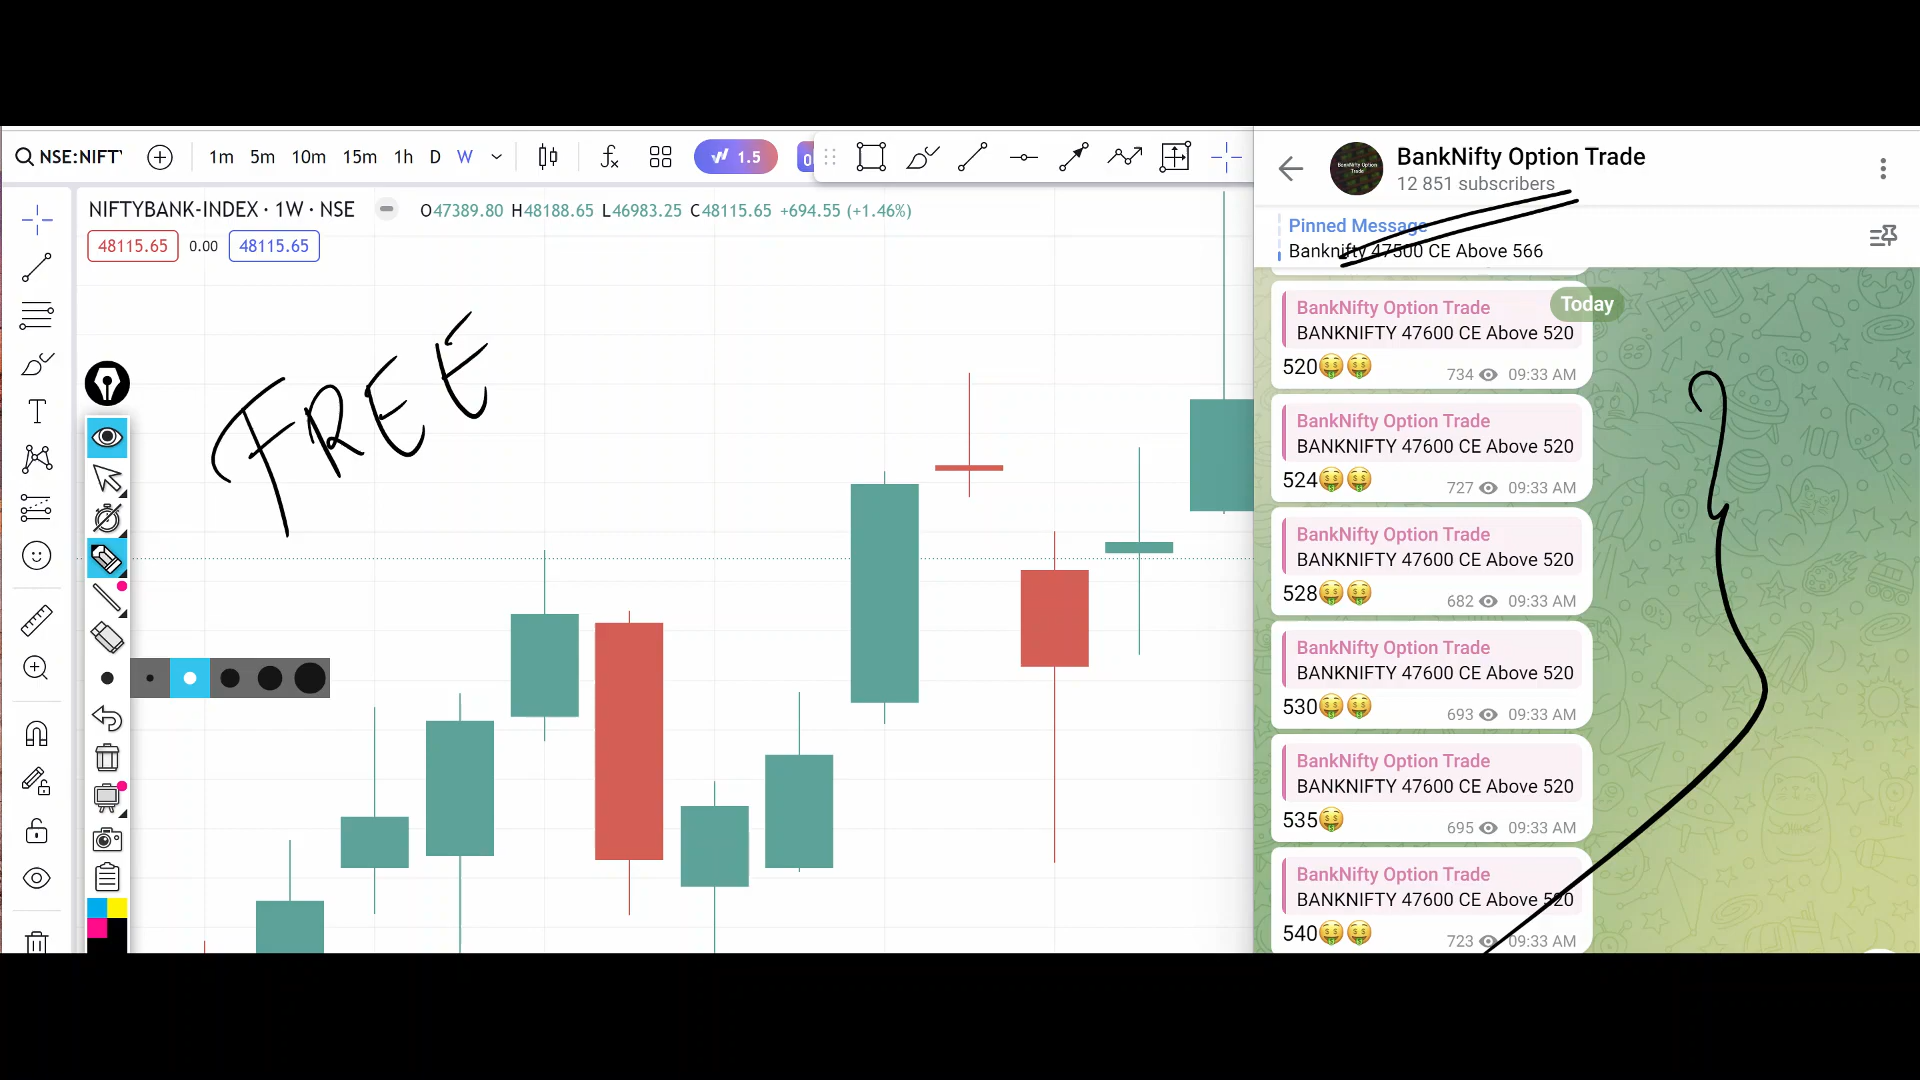 NSE:NIFT
1m 5m 10m 15m 1h D W
1.5
NIFTYBANK-INDEX · 1W · NSE
O47389.80 H48188.65 L46983.25 C48115.65 +694.55 (+1.46%)
48115.65 0.00 48115.65
T
FREE
BankNifty Option Trade
12 851 subscribers
Pinned Message
Banknifty 47500 CE Above 566
Today
BankNifty Option Trade
BANKNIFTY 47600 CE Above 520
520🤑🤑
734 09:33 AM
BankNifty Option Trade
BANKNIFTY 47600 CE Above 520
524🤑🤑
727 09:33 AM
BankNifty Option Trade
BANKNIFTY 47600 CE Above 520
528🤑🤑
682 09:33 AM
BankNifty Option Trade
BANKNIFTY 47600 CE Above 520
530🤑🤑
693 09:33 AM
BankNifty Option Trade
BANKNIFTY 47600 CE Above 520
535🤑
695 09:33 AM
BankNifty Option Trade
BANKNIFTY 47600 CE Above 520
540🤑🤑
723 09:33 AM